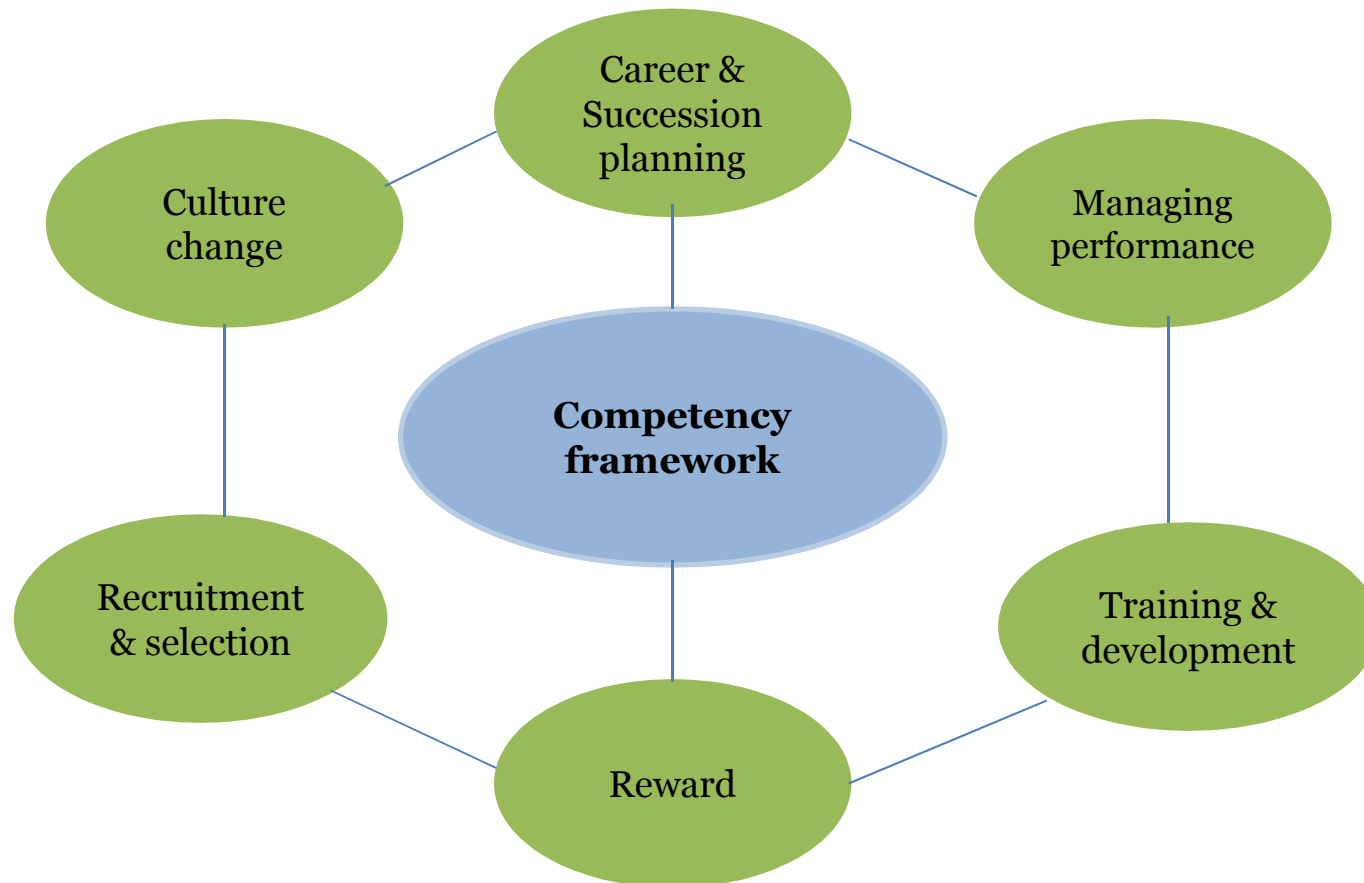 Career &
Succession
planning
Culture
change
Managing
performance
Competency
framework
Recruitment
& selection
Training &
development
Reward